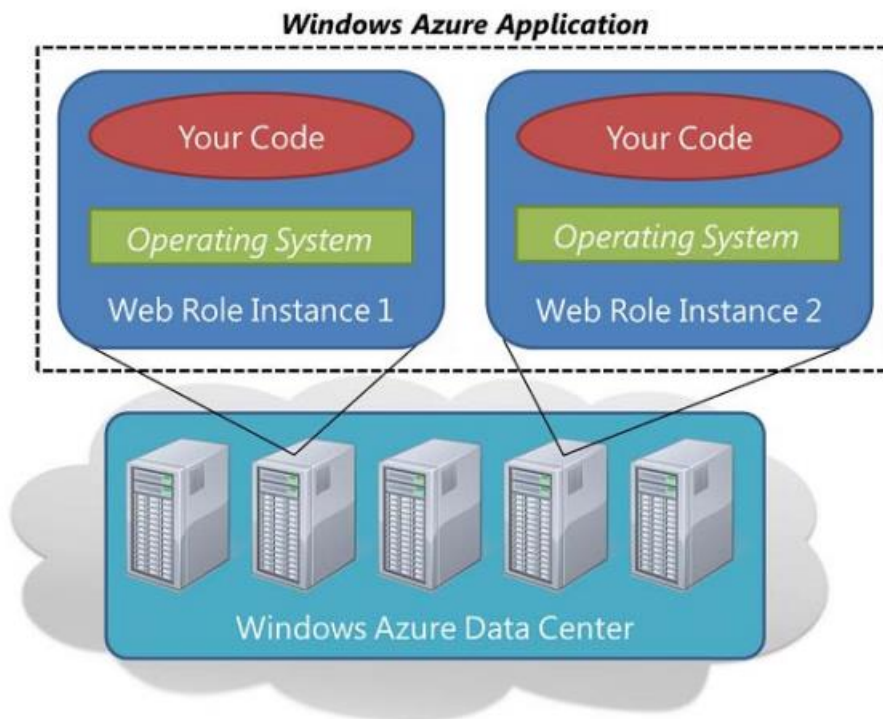 Windows Azure Application
Your Code
Operating System
Web Role Instance 1
Your Code
Operating System
Web Role Instance 2
Windows Azure Data Center